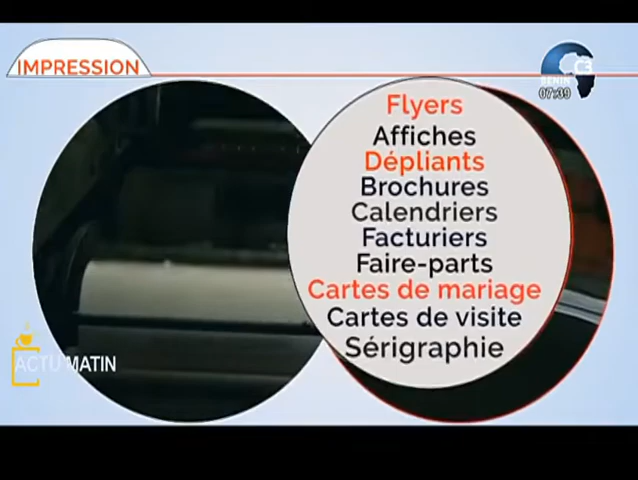 IMPRESSION
C3
BENIN
07:39
Flyers
Affiches
Dépliants
Brochures
Calendriers
Facturiers
Faire-parts
Cartes de mariage
Cartes de visite
Sérigraphie
ACTU MATIN